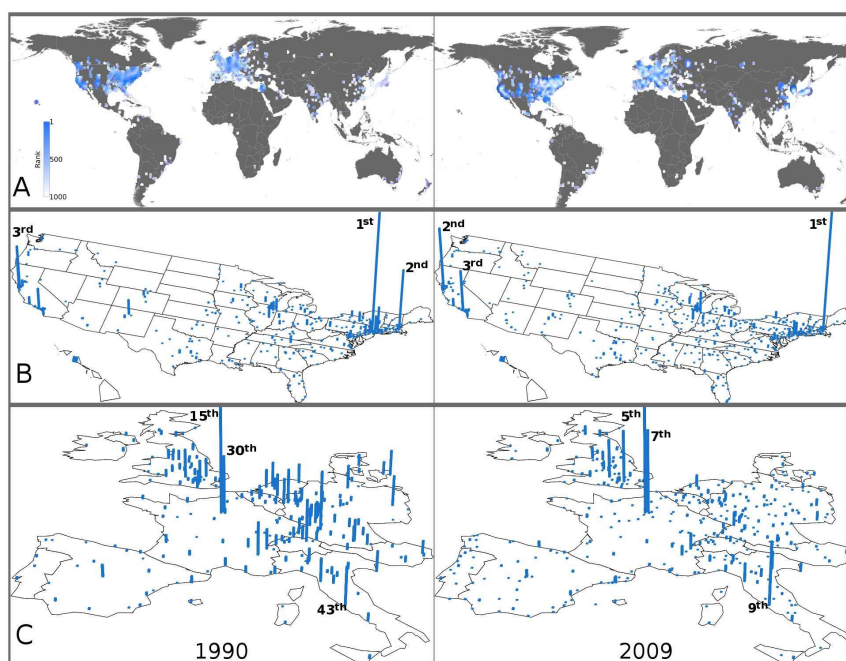 1
500
1000
Rank
A
3rd
1st
2nd
2nd
3rd
1st
B
15th
30th
43th
5th
7th
9th
C
1990
2009